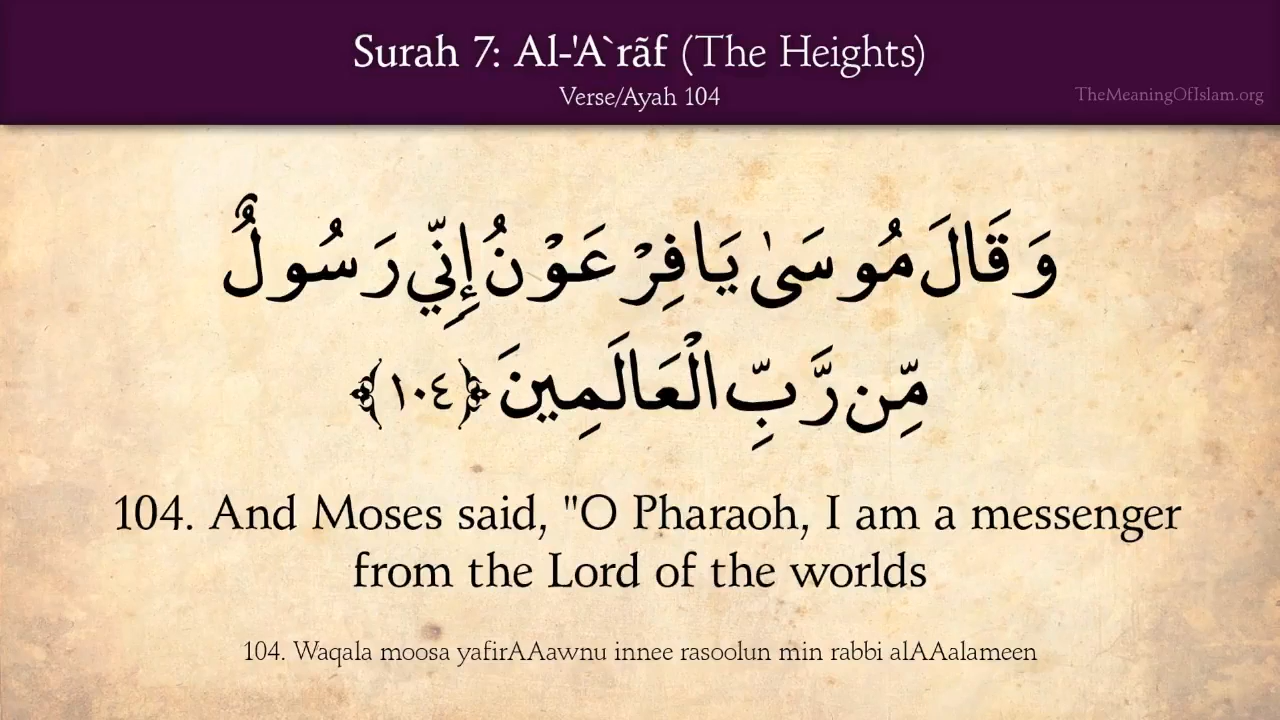 Surah 7: Al-'A`rãf (The Heights)
Verse/Ayah 104
TheMeaningOfIslam.org
وَقَالَ مُوسَىٰ يَا فِرْعَوْنُ إِنِّي رَسُولٌ
مِّن رَّبِّ الْعَالَمِينَ ﴿١٠٤﴾
104. And Moses said, "O Pharaoh, I am a messenger
from the Lord of the worlds
104. Waqala moosa yafirAAawnu innee rasoolun min rabbi alAAalameen